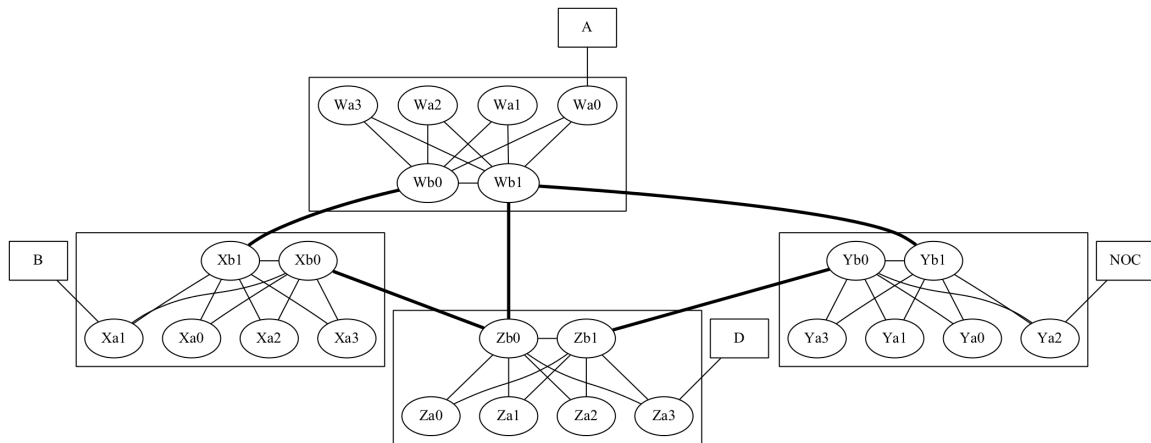 A
Wa3 Wa2 Wa1 Wa0
Wb0 Wb1
B Xb1 Xb0 Yb0 Yb1 NOC
Xa1 Xa0 Xa2 Xa3 Zb0 Zb1 D Ya3 Ya1 Ya0 Ya2
Za0 Za1 Za2 Za3